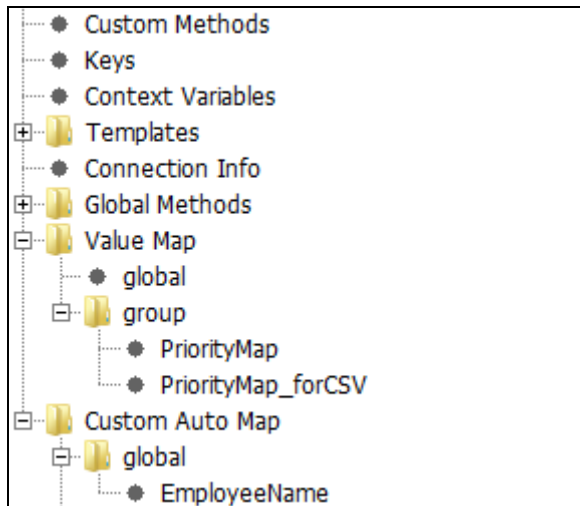 Custom Methods
Keys
Context Variables
Templates
Connection Info
Global Methods
Value Map
global
group
PriorityMap
PriorityMap_forCSV
Custom Auto Map
global
EmployeeName